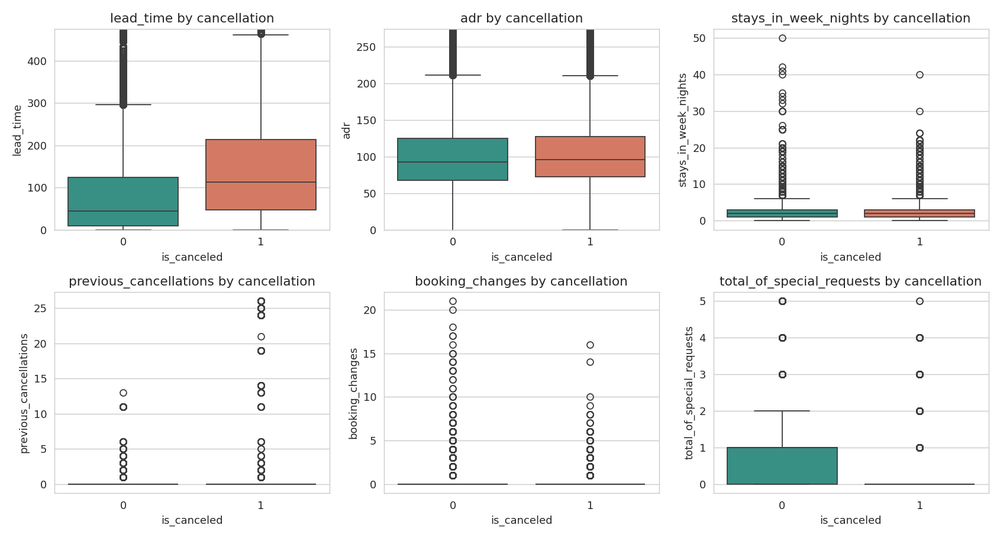 lead_time by cancellation
lead_time
400
300
200
100
0
0 1
is_canceled
adr by cancellation
adr
250
200
150
100
50
0
0 1
is_canceled
stays_in_week_nights by cancellation
stays_in_week_nights
50
40
30
20
10
0
0 1
is_canceled
previous_cancellations by cancellation
previous_cancellations
25
20
15
10
5
0
0 1
is_canceled
booking_changes by cancellation
booking_changes
20
15
10
5
0
0 1
is_canceled
total_of_special_requests by cancellation
total_of_special_requests
5
4
3
2
1
0
0 1
is_canceled